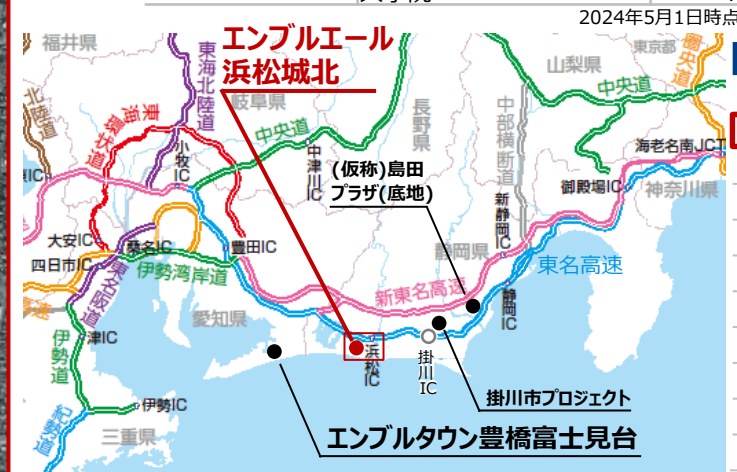 2024年5月1日時点
エンブルエール
浜松城北
福井県
東海北陸道
岐阜県
長野県
山梨県
東京都
圏央道
中央道
北陸道
東海環状道
小牧IC
中央道
中津川IC
中部横断道
海老名南JCT
(仮称)島田
プラザ(底地)
御殿場IC
神奈川県
新静岡IC
大安IC
桑名IC
豊田IC
静岡県
四日市IC
東名阪道
伊勢湾岸道
東名高速
新東名高速
静岡IC
愛知県
伊勢道
津IC
浜松IC
掛川IC
掛川市プロジェクト
伊勢IC
紀勢道
三重県
エンブルタウン豊橋富士見台